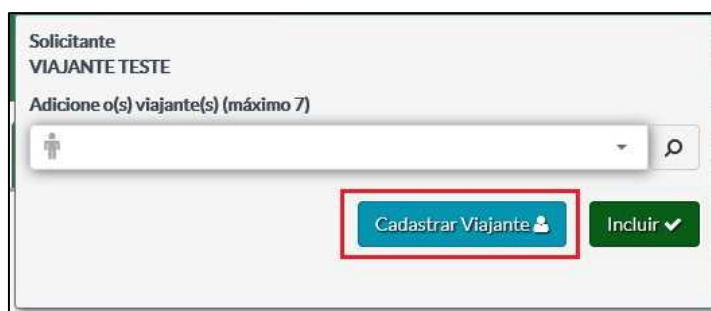 Solicitante
VIAJANTE TESTE
Adicione o(s) viajante(s) (máximo 7)
Cadastrar Viajante
Incluir